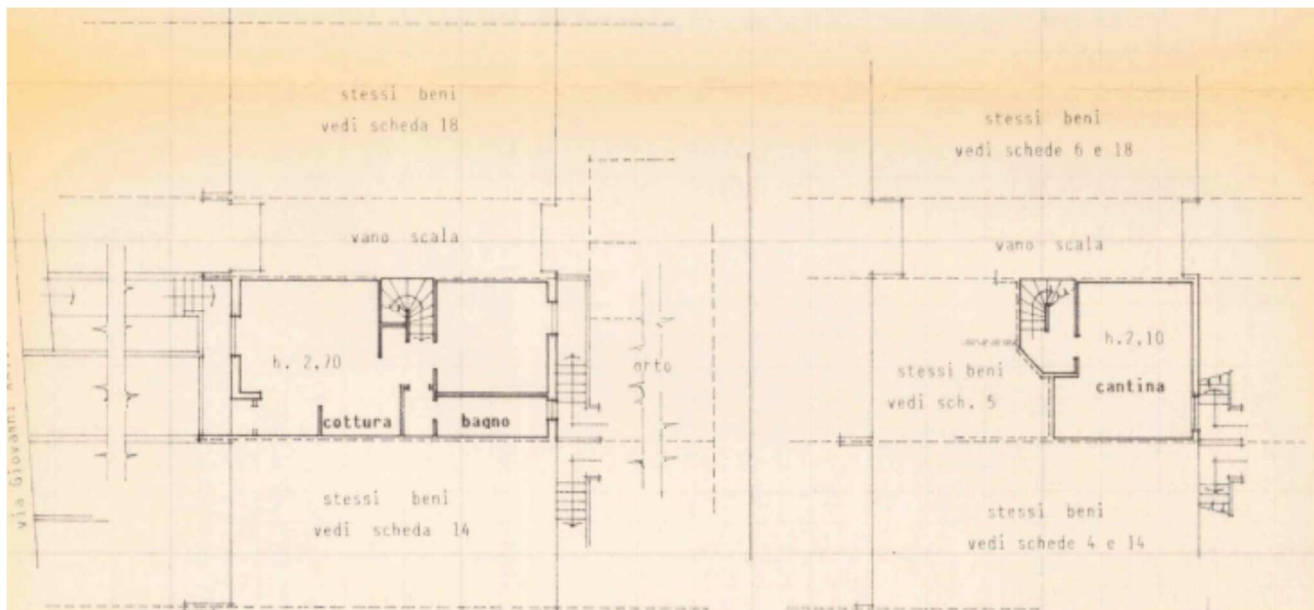 stessi beni
vedi scheda 18
vano scala
h. 2,70
cottura
bagno
orto
stessi beni
vedi scheda 14
via Giovanni
stessi beni
vedi schede 6 e 18
vano scala
h.2,10
cantina
stessi beni
vedi sch. 5
stessi beni
vedi schede 4 e 14